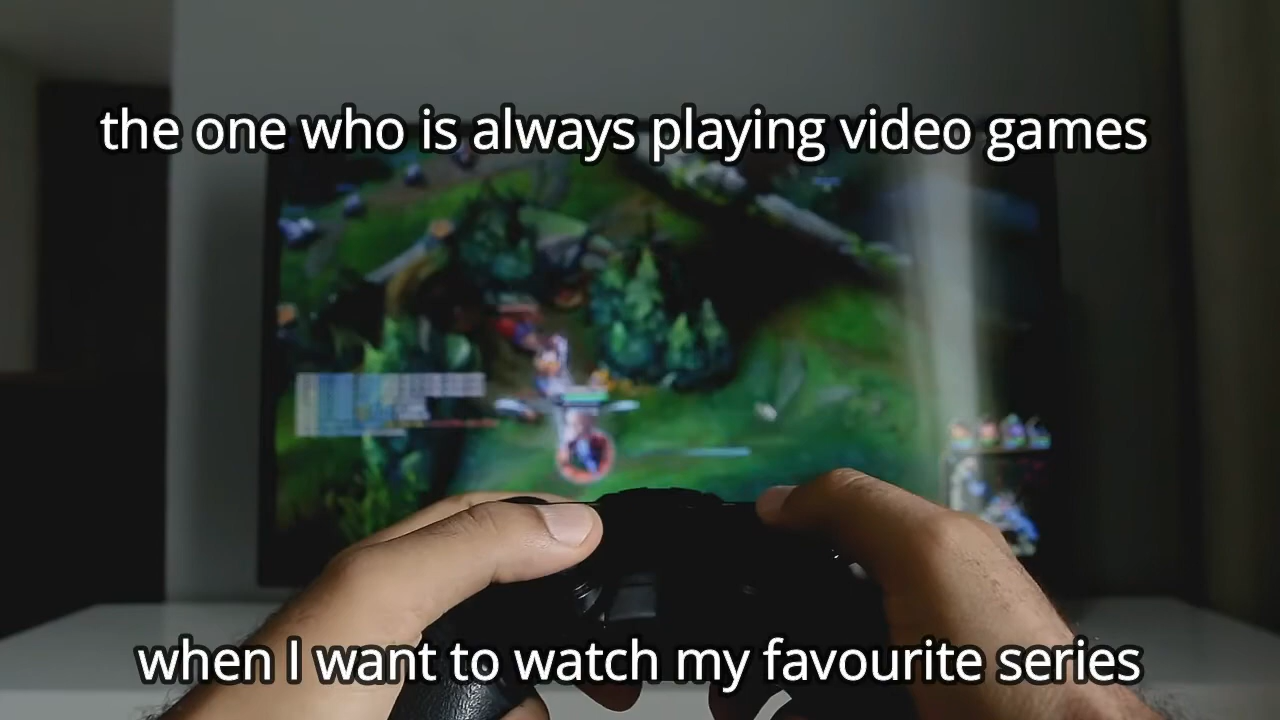 the one who is always playing video games
when I want to watch my favourite series